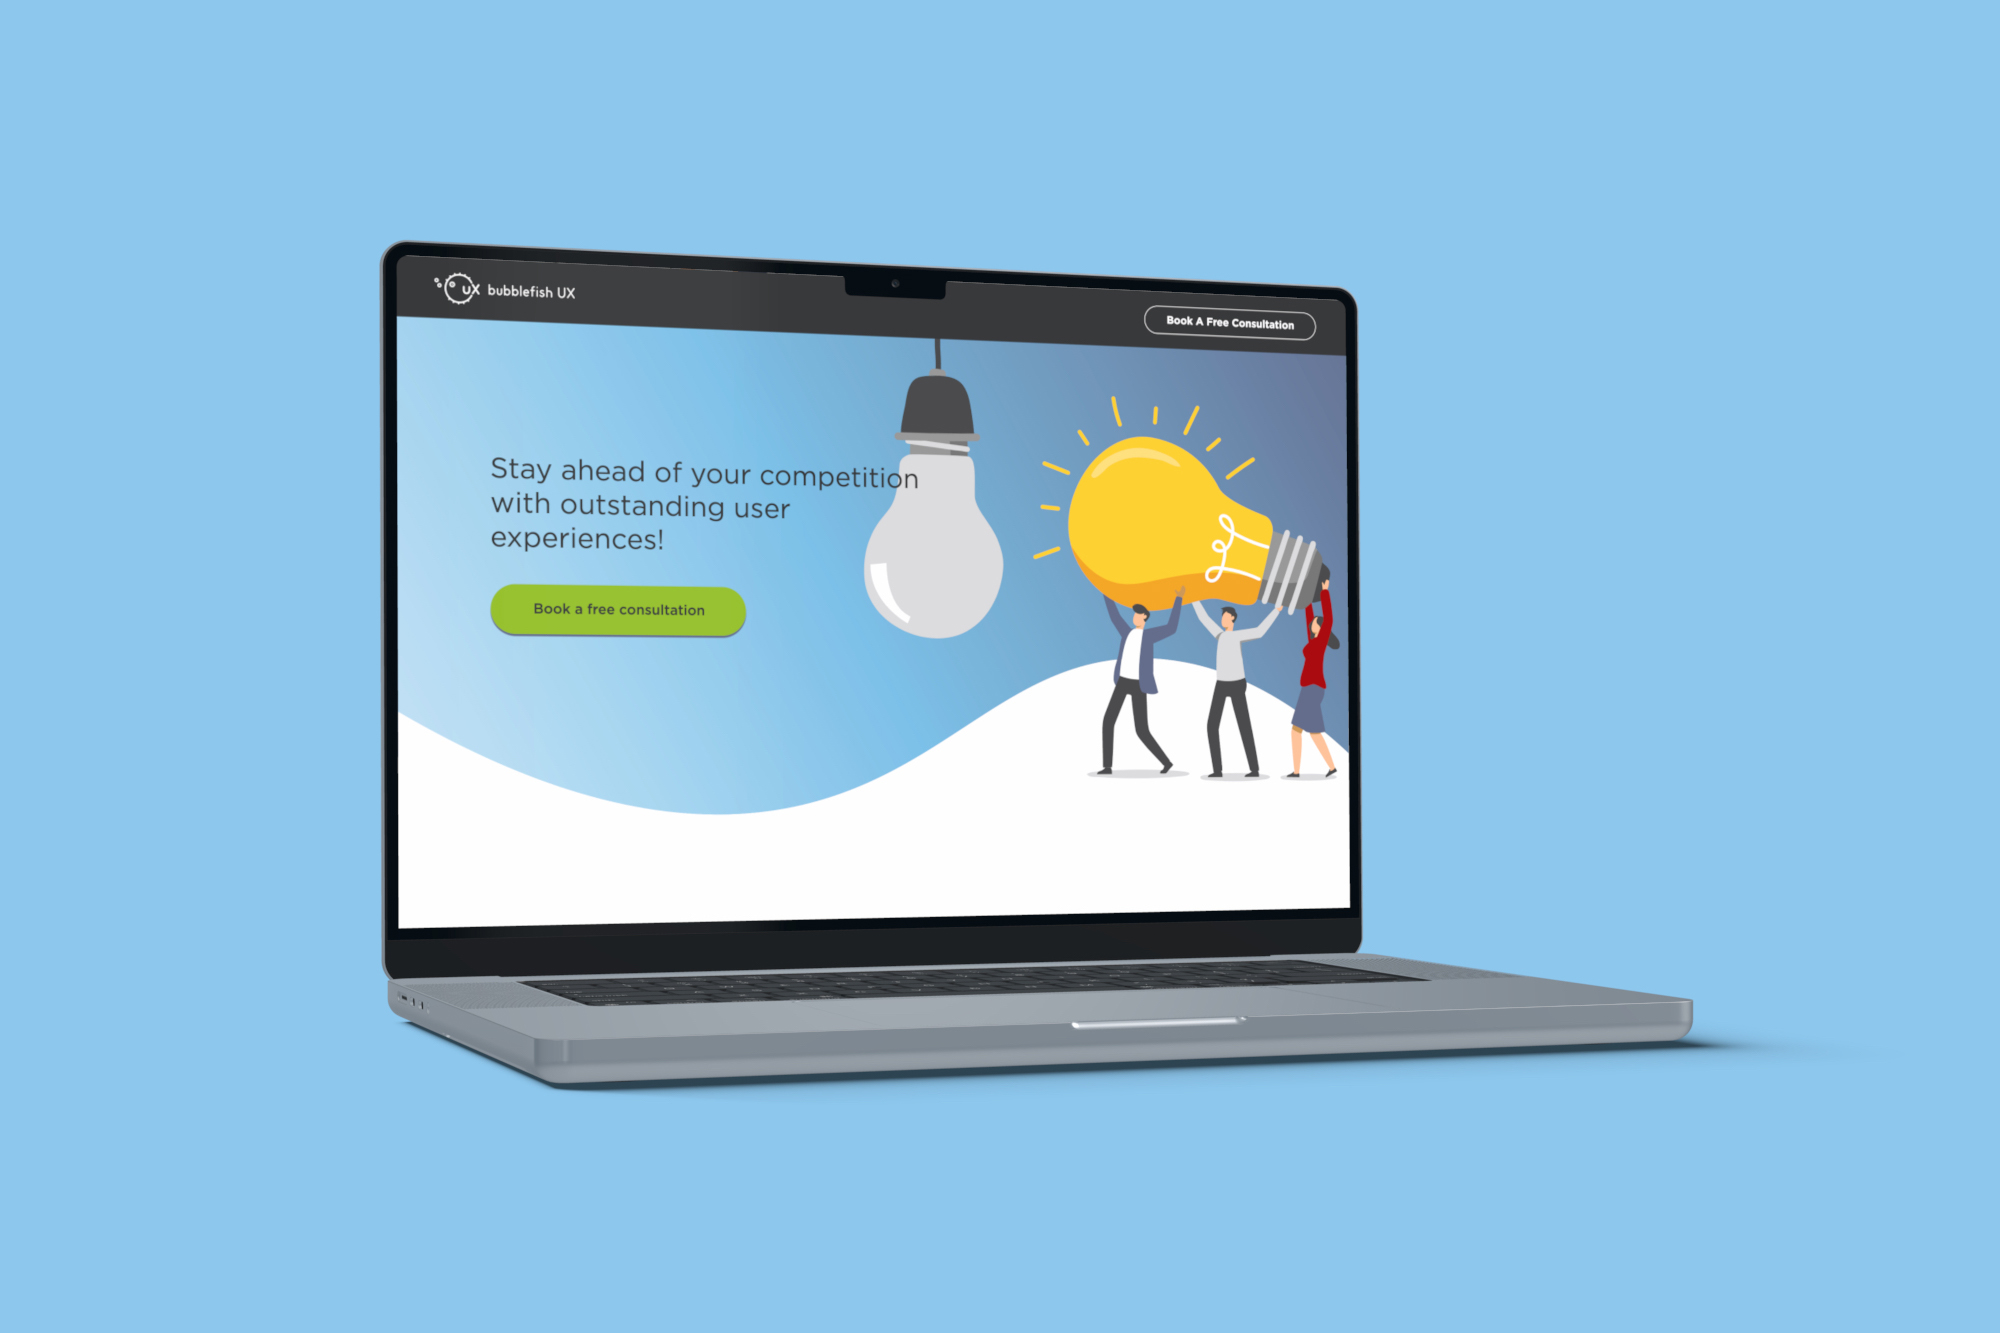 UX bubblefish UX
Book A Free Consultation
Stay ahead of your competition
with outstanding user
experiences!
Book a free consultation